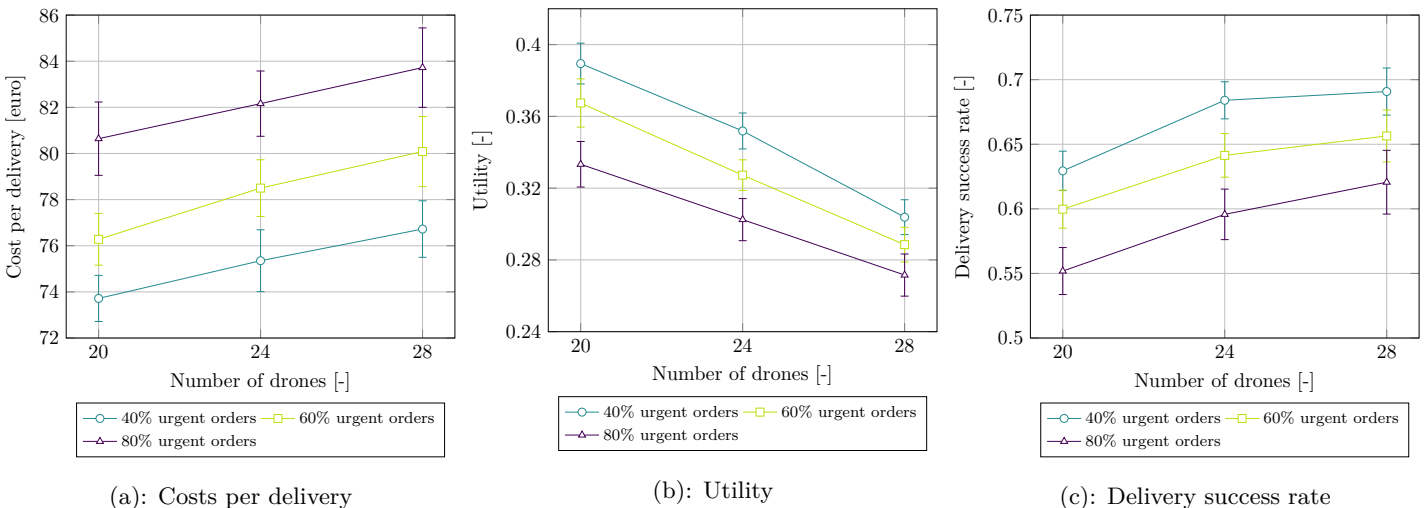 86
84
82
80
78
76
74
72
Cost per delivery [euro]
20 24 28
Number of drones [-]
40% urgent orders 60% urgent orders
80% urgent orders
(a): Costs per delivery
0.4
0.36
0.32
0.28
0.24
Utility [-]
20 24 28
Number of drones [-]
40% urgent orders 60% urgent orders
80% urgent orders
(b): Utility
0.75
0.7
0.65
0.6
0.55
0.5
Delivery success rate [-]
20 24 28
Number of drones [-]
40% urgent orders 60% urgent orders
80% urgent orders
(c): Delivery success rate